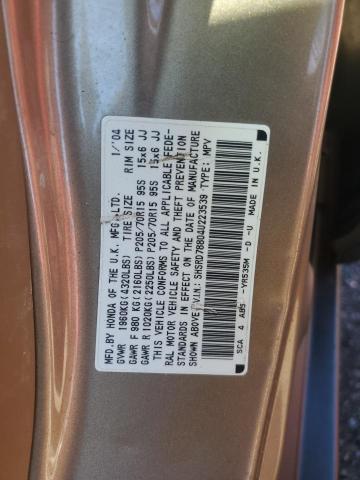 MFG.BY HONDA OF THE U.K. MFG.,LTD. 1/'04
GVWR 1960KG(4320LBS) TIRE SIZE RIM SIZE
GAWR F 980 KG(2160LBS) P205/70R15 95S 15x6 JJ
GAWR R 1020KG(2250LBS) P205/70R15 95S 15x6 JJ
THIS VEHICLE CONFORMS TO ALL APPLICABLE FEDE-
RAL MOTOR VEHICLE SAFETY AND THEFT PREVENTION
STANDARDS IN EFFECT ON THE DATE OF MANUFACTURE
SHOWN ABOVE. VIN: SHSRD78804U223539 TYPE: MPV
SCA 4 ABS -YR535M -D -U MADE IN U.K.